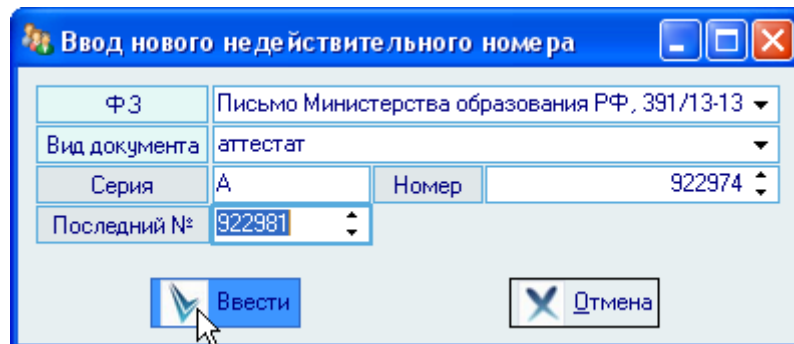 Ввод нового недействительного номера
ФЗ Письмо Министерства образования РФ, 391/13-13
Вид документа аттестат
Серия А Номер 922974
Последний № 922981
Ввести Отмена